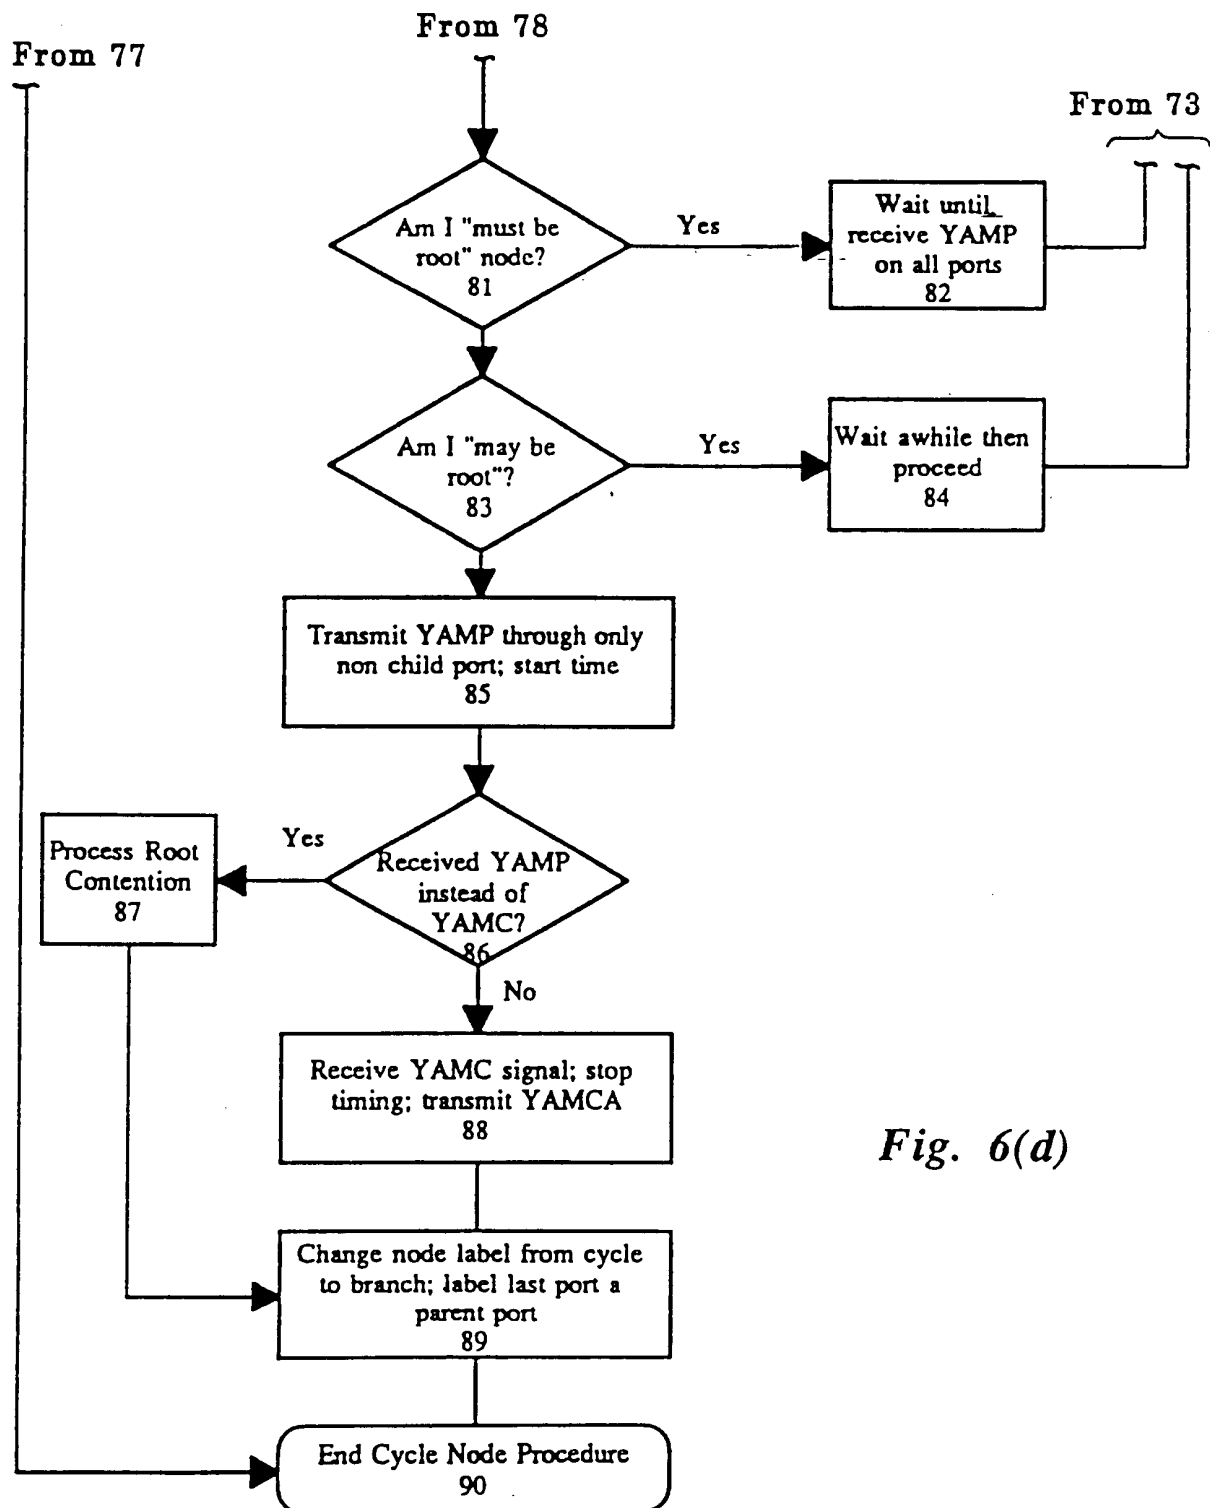 From 78
From 77
From 73
Am I "must be
root" node?
81
Yes
Wait until
receive YAMP
on all ports
82
Am I "may be
root"?
83
Yes
Wait awhile then
proceed
84
Transmit YAMP through only
non child port; start time
85
Received YAMP
instead of
YAMC?
86
Yes
Process Root
Contention
87
No
Receive YAMC signal; stop
timing; transmit YAMCA
88
Change node label from cycle
to branch; label last port a
parent port
89
End Cycle Node Procedure
90
Fig. 6(d)